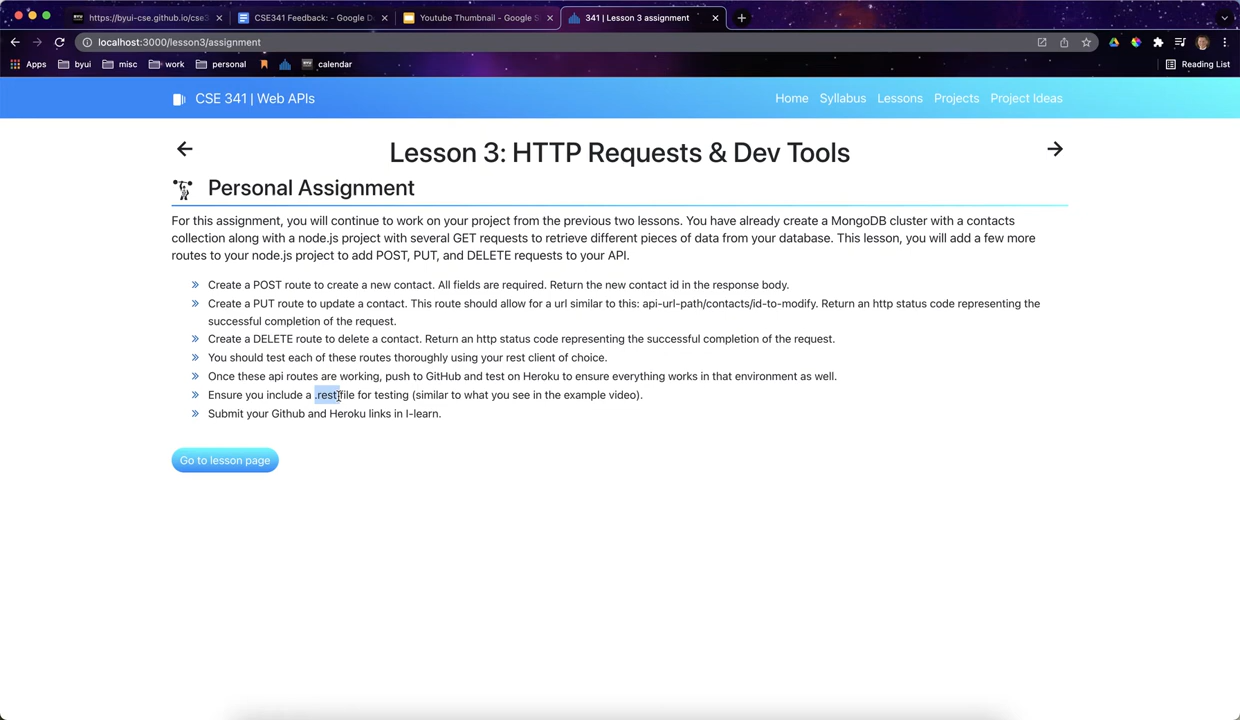 https://byui-cse.github.io/cse3
CSE341 Feedback: - Google D
Youtube Thumbnail - Google S
341 | Lesson 3 assignment
localhost:3000/lesson3/assignment
Apps
byui
misc
work
personal
calendar
Reading List
CSE 341 | Web APIs
Home
Syllabus
Lessons
Projects
Project Ideas
Lesson 3: HTTP Requests & Dev Tools
Personal Assignment
For this assignment, you will continue to work on your project from the previous two lessons. You have already create a MongoDB cluster with a contacts
collection along with a node.js project with several GET requests to retrieve different pieces of data from your database. This lesson, you will add a few more
routes to your node.js project to add POST, PUT, and DELETE requests to your API.
Create a POST route to create a new contact. All fields are required. Return the new contact id in the response body.
Create a PUT route to update a contact. This route should allow for a url similar to this: api-url-path/contacts/id-to-modify. Return an http status code representing the
successful completion of the request.
Create a DELETE route to delete a contact. Return an http status code representing the successful completion of the request.
You should test each of these routes thoroughly using your rest client of choice.
Once these api routes are working, push to GitHub and test on Heroku to ensure everything works in that environment as well.
Ensure you include a .rest file for testing (similar to what you see in the example video).
Submit your Github and Heroku links in I-learn.
Go to lesson page